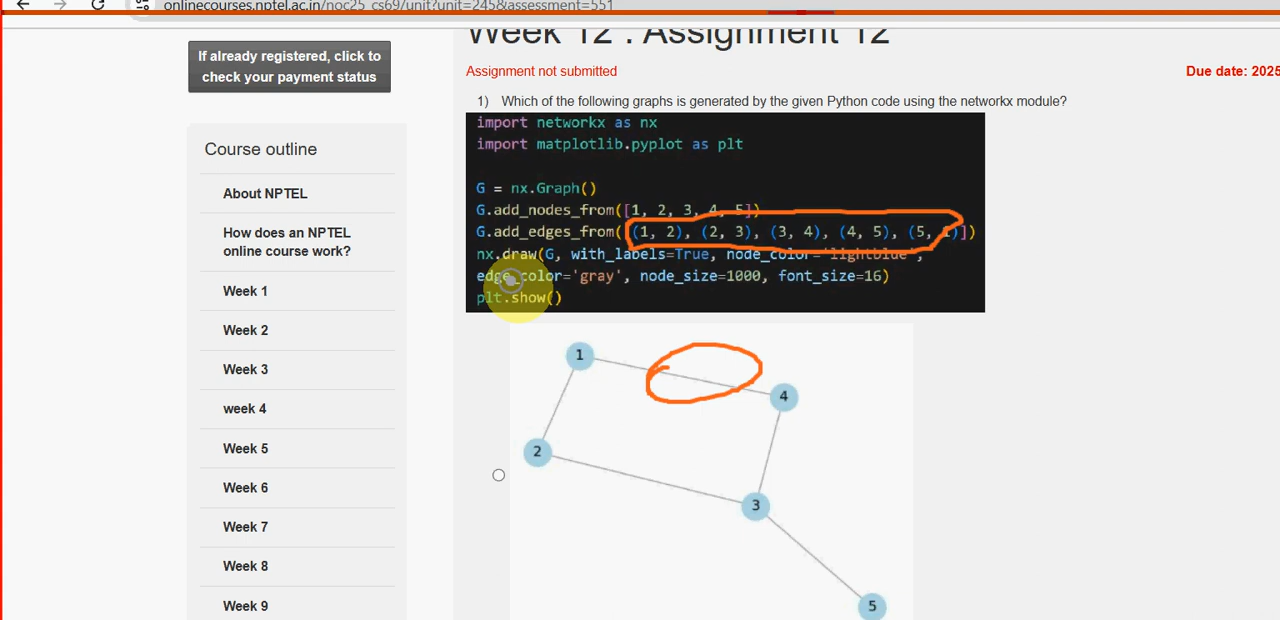 onlinecourses.nptel.ac.in/noc25_cs69/unit?unit=245&assessment=551
Week 12 : Assignment 12
If already registered, click to
check your payment status
Assignment not submitted
Due date: 2025
1) Which of the following graphs is generated by the given Python code using the networkx module?
import networkx as nx
import matplotlib.pyplot as plt
G = nx.Graph()
G.add_nodes_from([1, 2, 3, 4, 5])
G.add_edges_from([(1, 2), (2, 3), (3, 4), (4, 5), (5, 1)])
nx.draw(G, with_labels=True, node_color='lightblue',
edge_color='gray', node_size=1000, font_size=16)
plt.show()
Course outline
About NPTEL
How does an NPTEL
online course work?
Week 1
Week 2
Week 3
week 4
Week 5
Week 6
Week 7
Week 8
Week 9
1
4
2
3
5